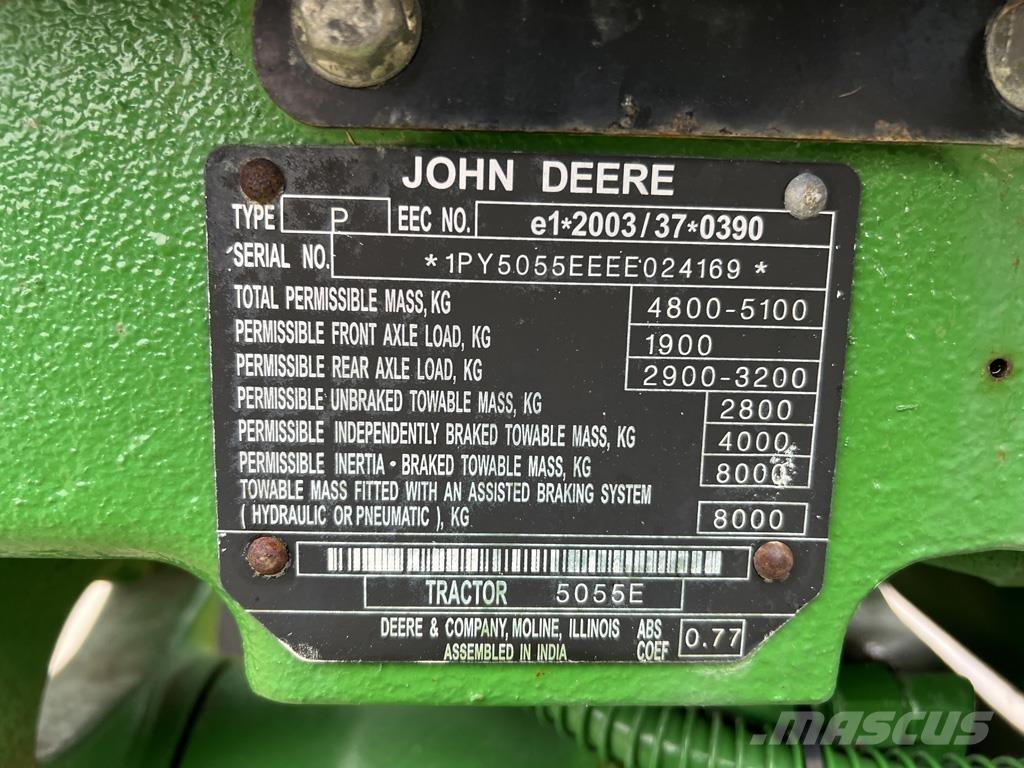 JOHN DEERE
TYPE P EEC NO. e1*2003/37*0390
SERIAL NO. *1PY5055EEEE024169*
TOTAL PERMISSIBLE MASS, KG 4800-5100
PERMISSIBLE FRONT AXLE LOAD, KG 1900
PERMISSIBLE REAR AXLE LOAD, KG 2900-3200
PERMISSIBLE UNBRAKED TOWABLE MASS, KG 2800
PERMISSIBLE INDEPENDENTLY BRAKED TOWABLE MASS, KG 4000
PERMISSIBLE INERTIA • BRAKED TOWABLE MASS, KG 8000
TOWABLE MASS FITTED WITH AN ASSISTED BRAKING SYSTEM
( HYDRAULIC OR PNEUMATIC ), KG 8000
TRACTOR 5055E
DEERE & COMPANY, MOLINE, ILLINOIS ABS
ASSEMBLED IN INDIA COEF 0.77
MASCUS